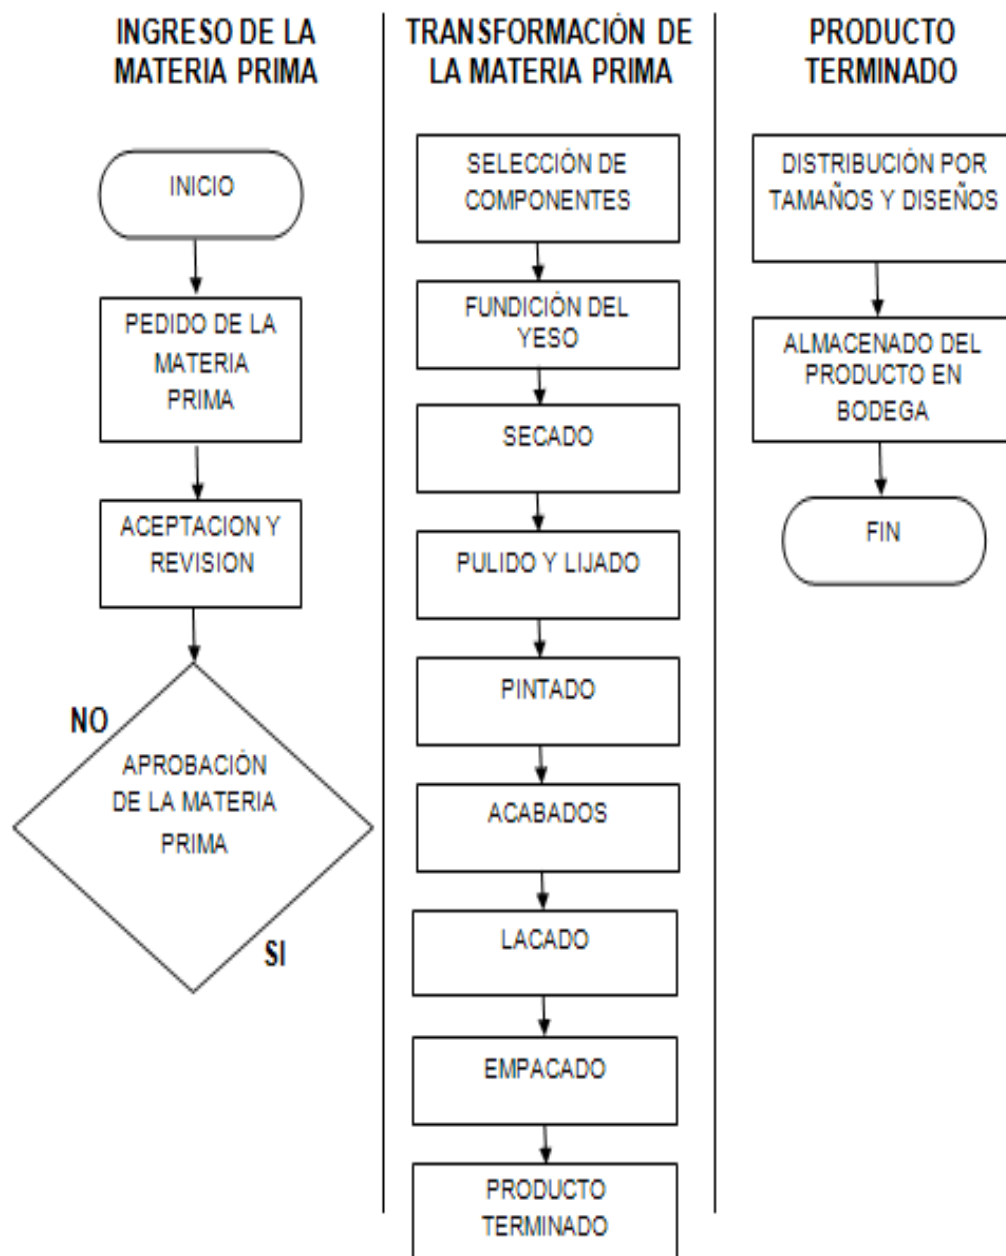 INGRESO DE LA
MATERIA PRIMA
INICIO
PEDIDO DE LA
MATERIA
PRIMA
ACEPTACION Y
REVISION
NO
APROBACIÓN
DE LA MATERIA
PRIMA
SI
TRANSFORMACIÓN DE
LA MATERIA PRIMA
SELECCIÓN DE
COMPONENTES
FUNDICIÓN DEL
YESO
SECADO
PULIDO Y LIJADO
PINTADO
ACABADOS
LACADO
EMPACADO
PRODUCTO
TERMINADO
PRODUCTO
TERMINADO
DISTRIBUCIÓN POR
TAMAÑOS Y DISEÑOS
ALMACENADO DEL
PRODUCTO EN
BODEGA
FIN